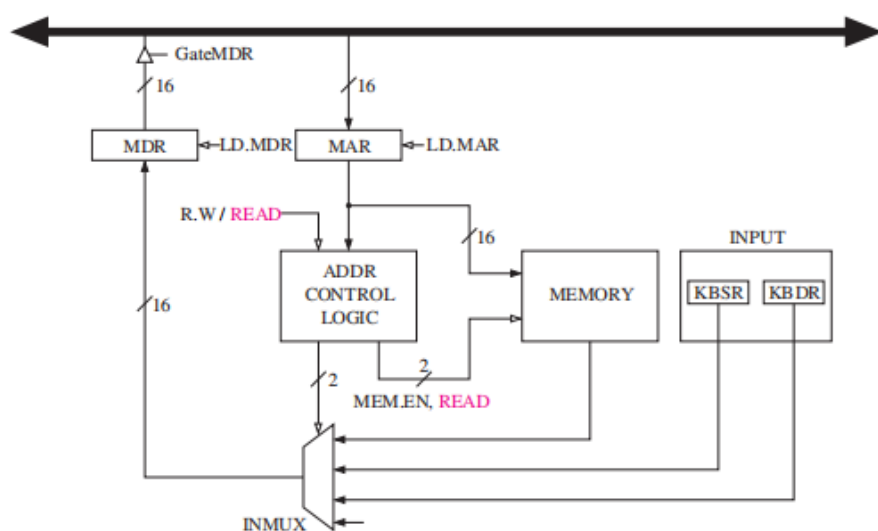 GateMDR
16
16
MDR
LD.MDR
MAR
LD.MAR
R.W / READ
16
INPUT
ADDR
CONTROL
LOGIC
MEMORY
KBSR
KBDR
16
2
2
MEM.EN, READ
INMUX